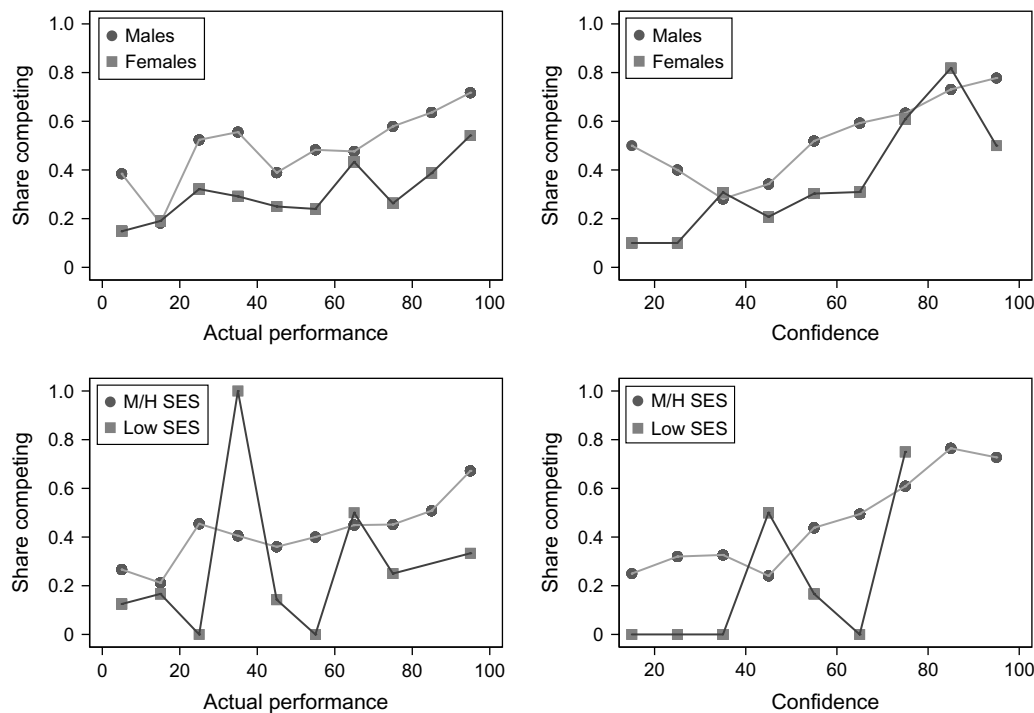 1.0
0.8
0.6
0.4
0.2
0
Share competing
Males
Females
0 20 40 60 80 100
Actual performance
1.0
0.8
0.6
0.4
0.2
0
Share competing
Males
Females
20 40 60 80 100
Confidence
1.0
0.8
0.6
0.4
0.2
0
Share competing
M/H SES
Low SES
0 20 40 60 80 100
Actual performance
1.0
0.8
0.6
0.4
0.2
0
Share competing
M/H SES
Low SES
20 40 60 80 100
Confidence